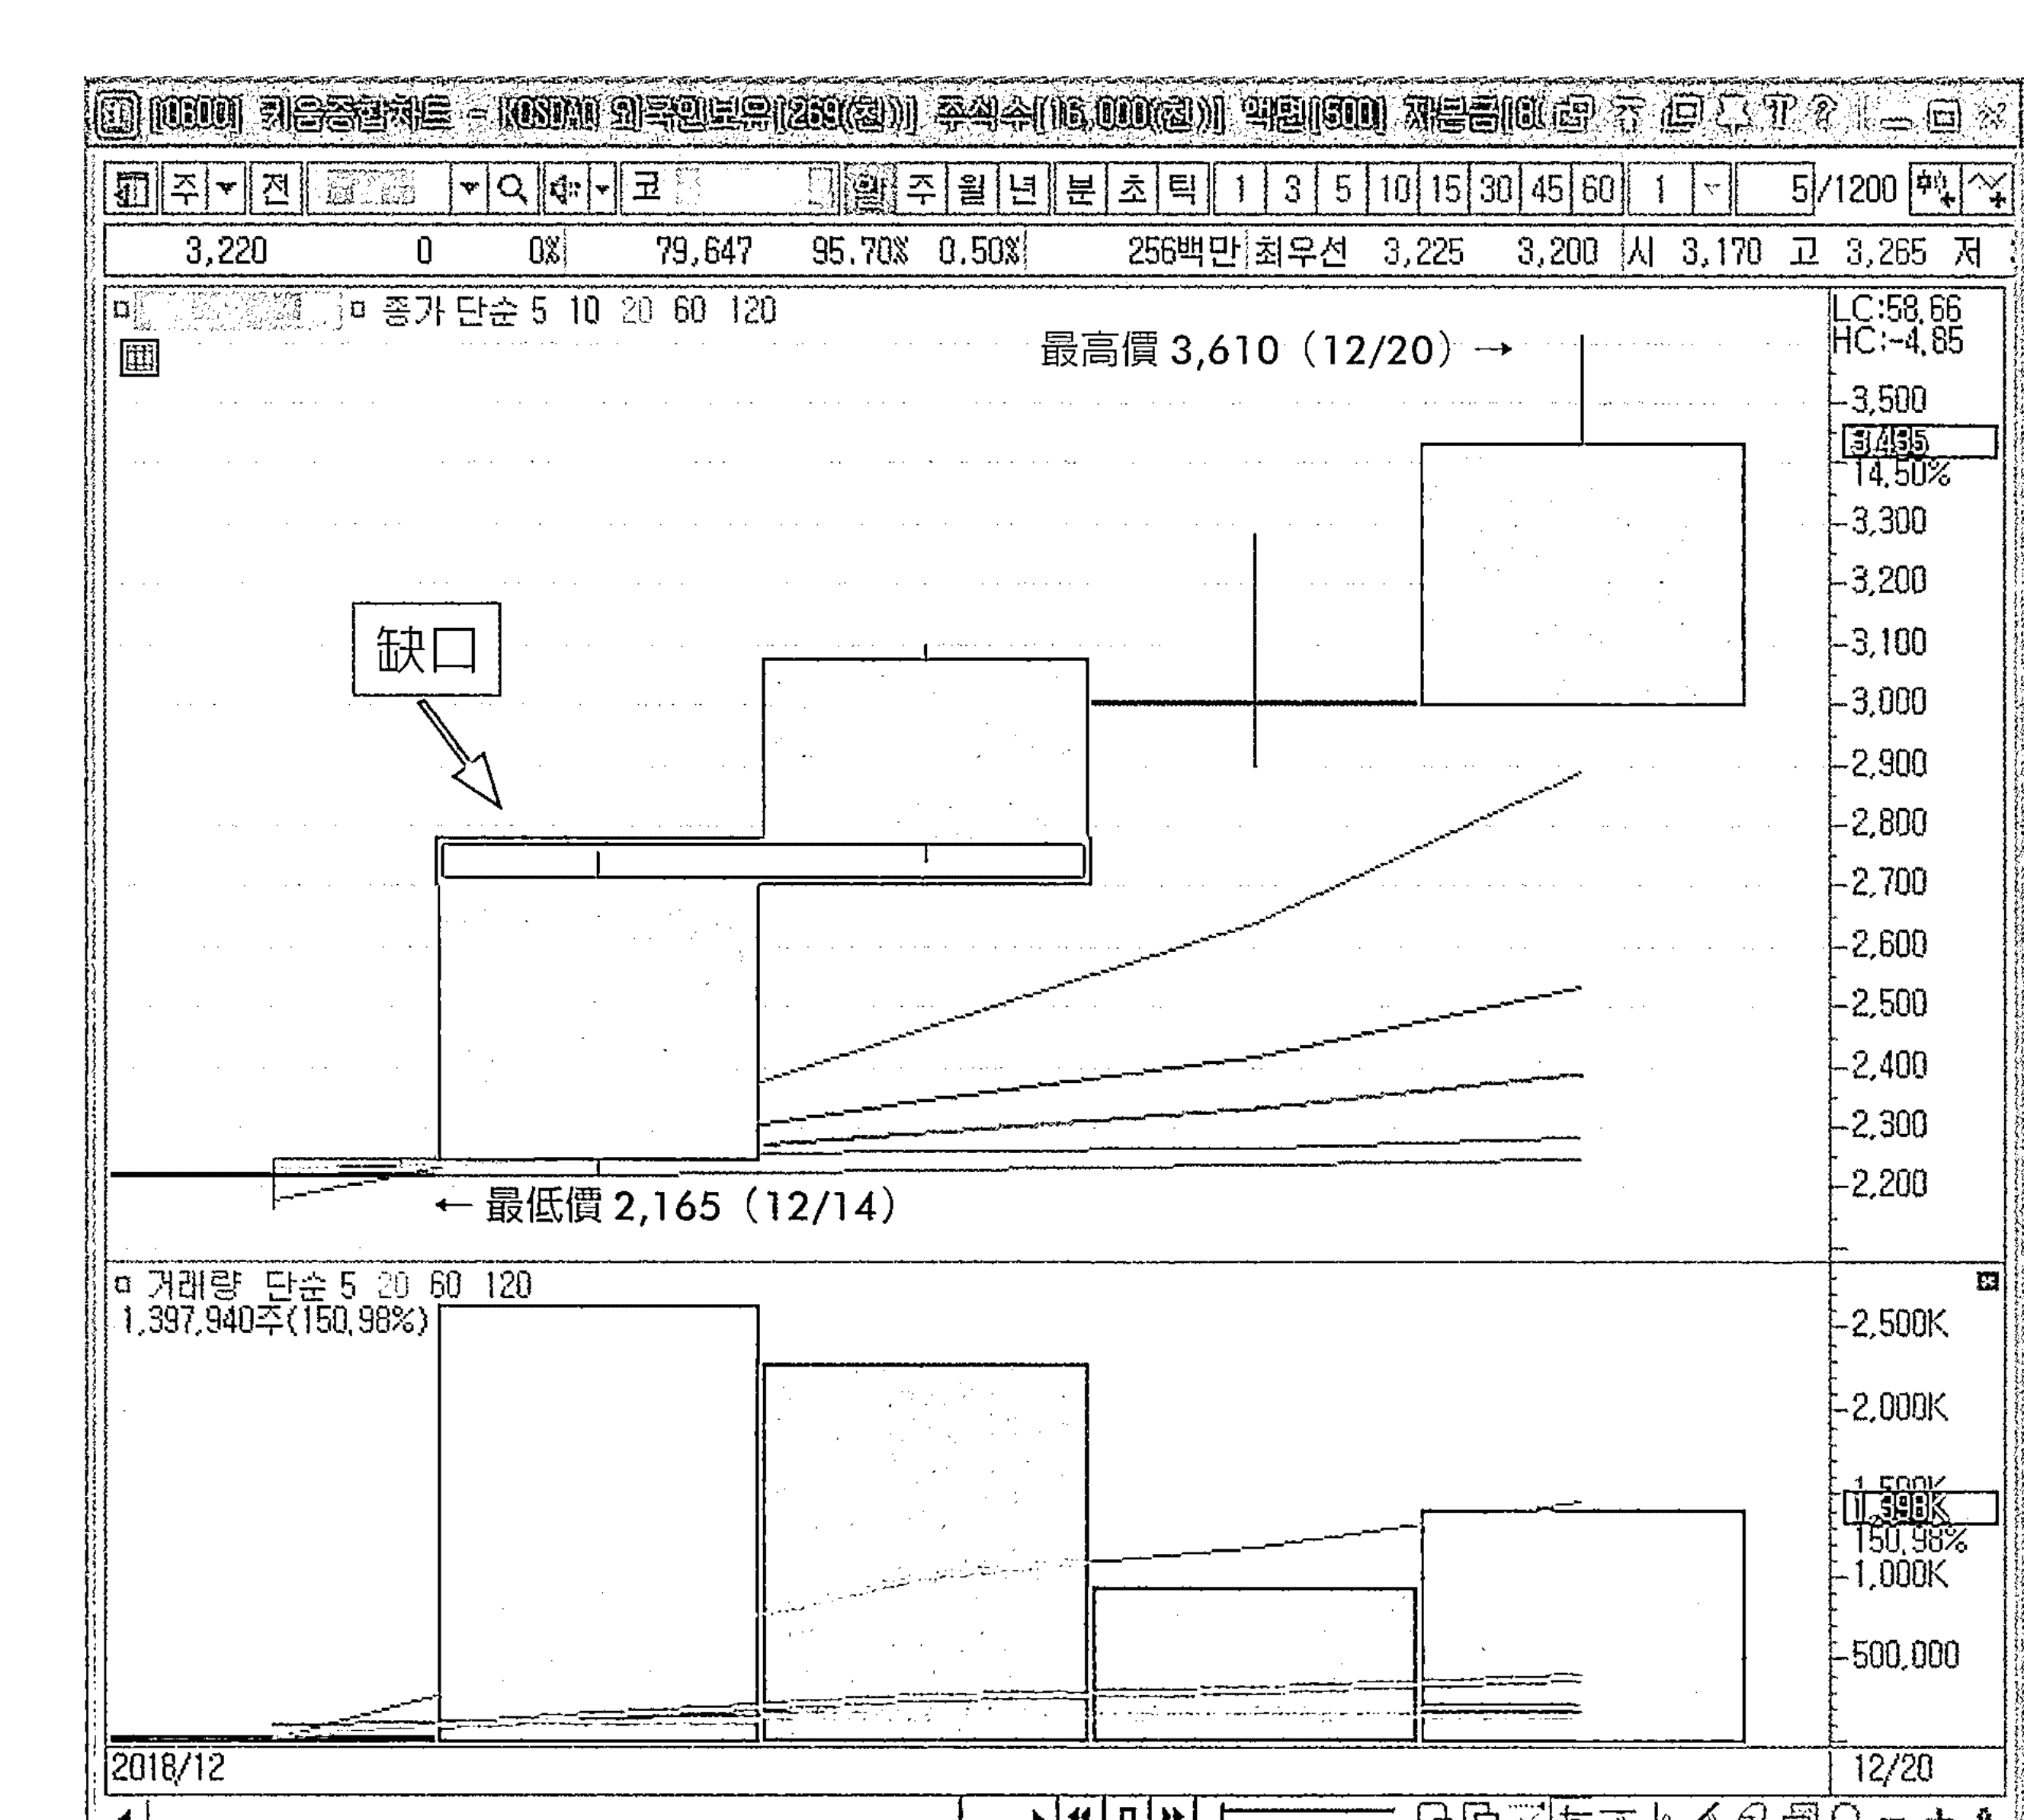 [0600] 키움종합차트 - KOSDAQ 외국인보유[269(천)] 주식수[16,000(천)] 액면[500] 자본금[8(
주 전 코 일 주 월 년 분 초 틱 1 3 5 10 15 30 45 60 1 5/1200
3,220 0 0% 79,647 95.70% 0.50% 256백만 최우선 3,225 3,200 시 3,170 고 3,265 저
종가 단순 5 10 20 60 120
LC:58.66
HC:-4.85
最高價 3,610（12/20）→
3,500
3,435
14.50%
3,300
3,200
缺口
3,100
3,000
2,900
2,800
2,700
2,600
2,500
2,400
2,300
2,200
← 最低價 2,165（12/14）
거래량 단순 5 20 60 120
1,397,940주(150.98%)
2,500K
2,000K
1,500K
1,398K
150.98%
1,000K
500,000
2018/12
12/20